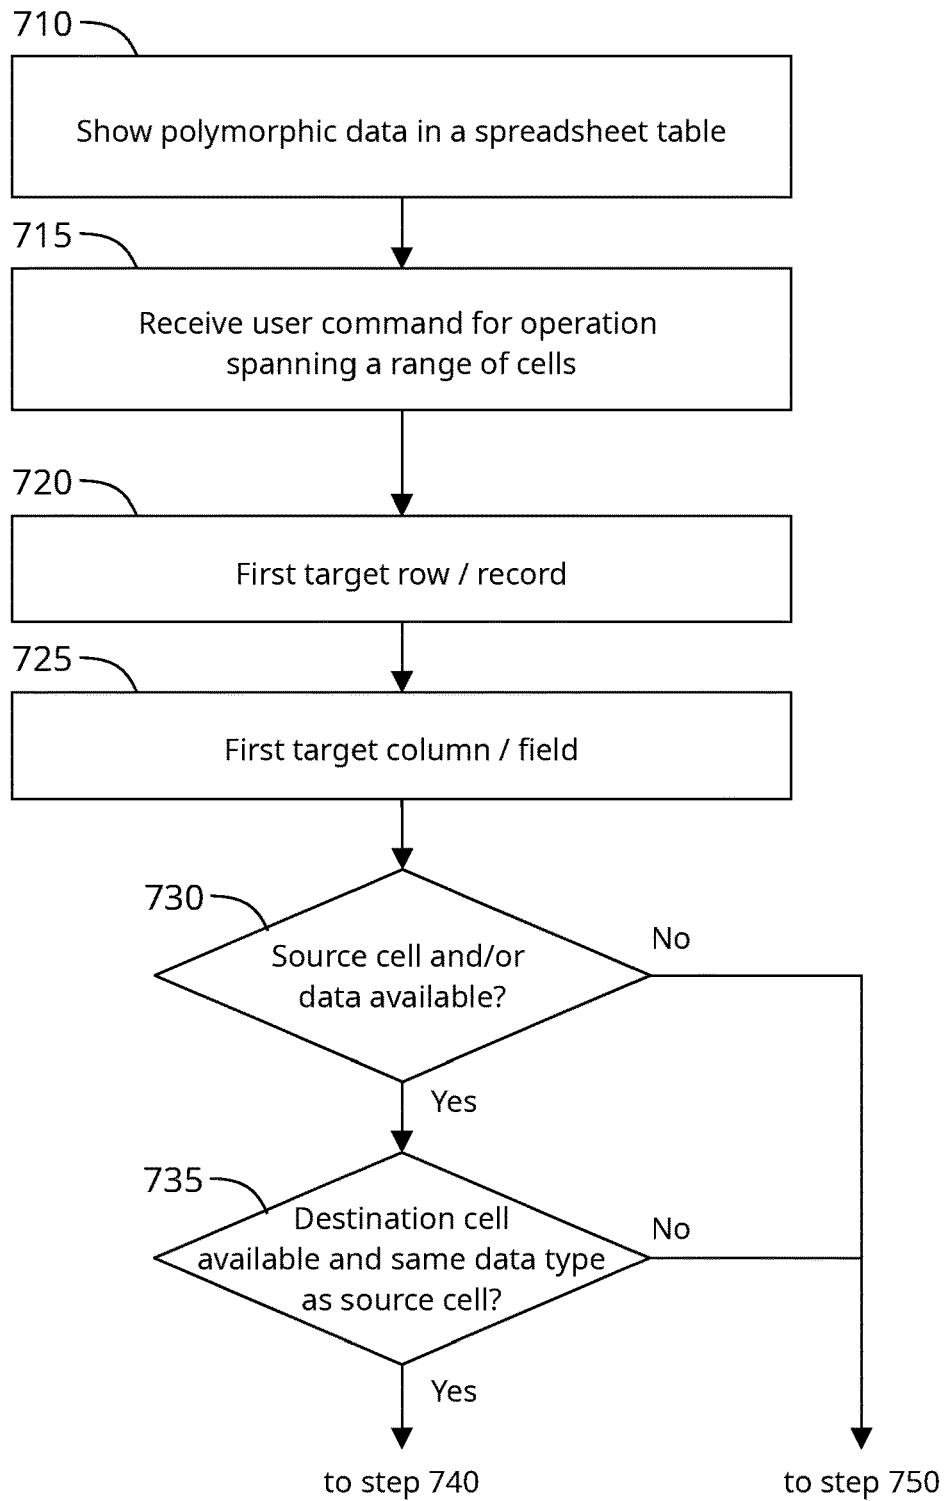 710
Show polymorphic data in a spreadsheet table
715
Receive user command for operation
spanning a range of cells
720
First target row / record
725
First target column / field
730
Source cell and/or
data available?
No
Yes
735
Destination cell
available and same data type
as source cell?
No
Yes
to step 740
to step 750